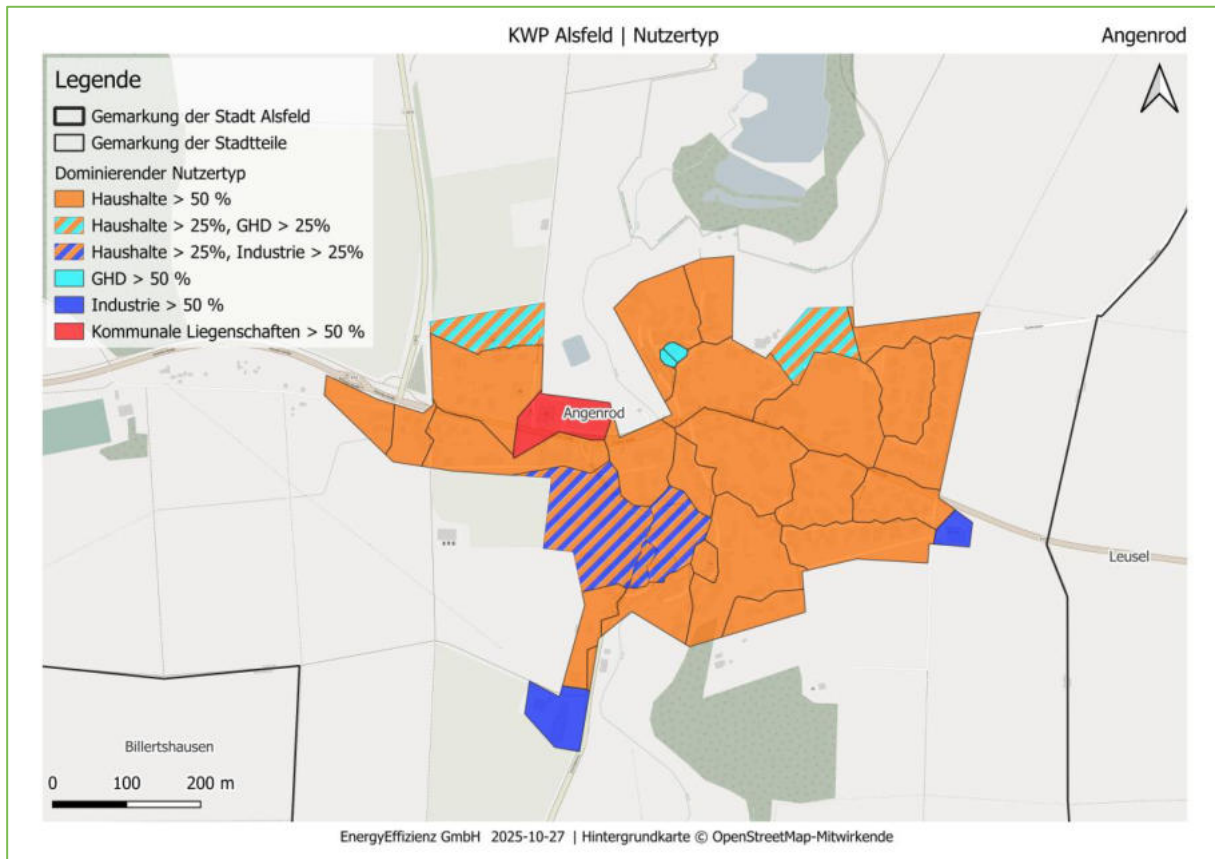 KWP Alsfeld | Nutzertyp
Angenrod
Legende
Gemarkung der Stadt Alsfeld
Gemarkung der Stadtteile
Dominierender Nutzertyp
Haushalte > 50 %
Haushalte > 25%, GHD > 25%
Haushalte > 25%, Industrie > 25%
GHD > 50 %
Industrie > 50 %
Kommunale Liegenschaften > 50 %
Angenrod
Leusel
Billertshausen
0 100 200 m
EnergyEffizienz GmbH 2025-10-27 | Hintergrundkarte © OpenStreetMap-Mitwirkende